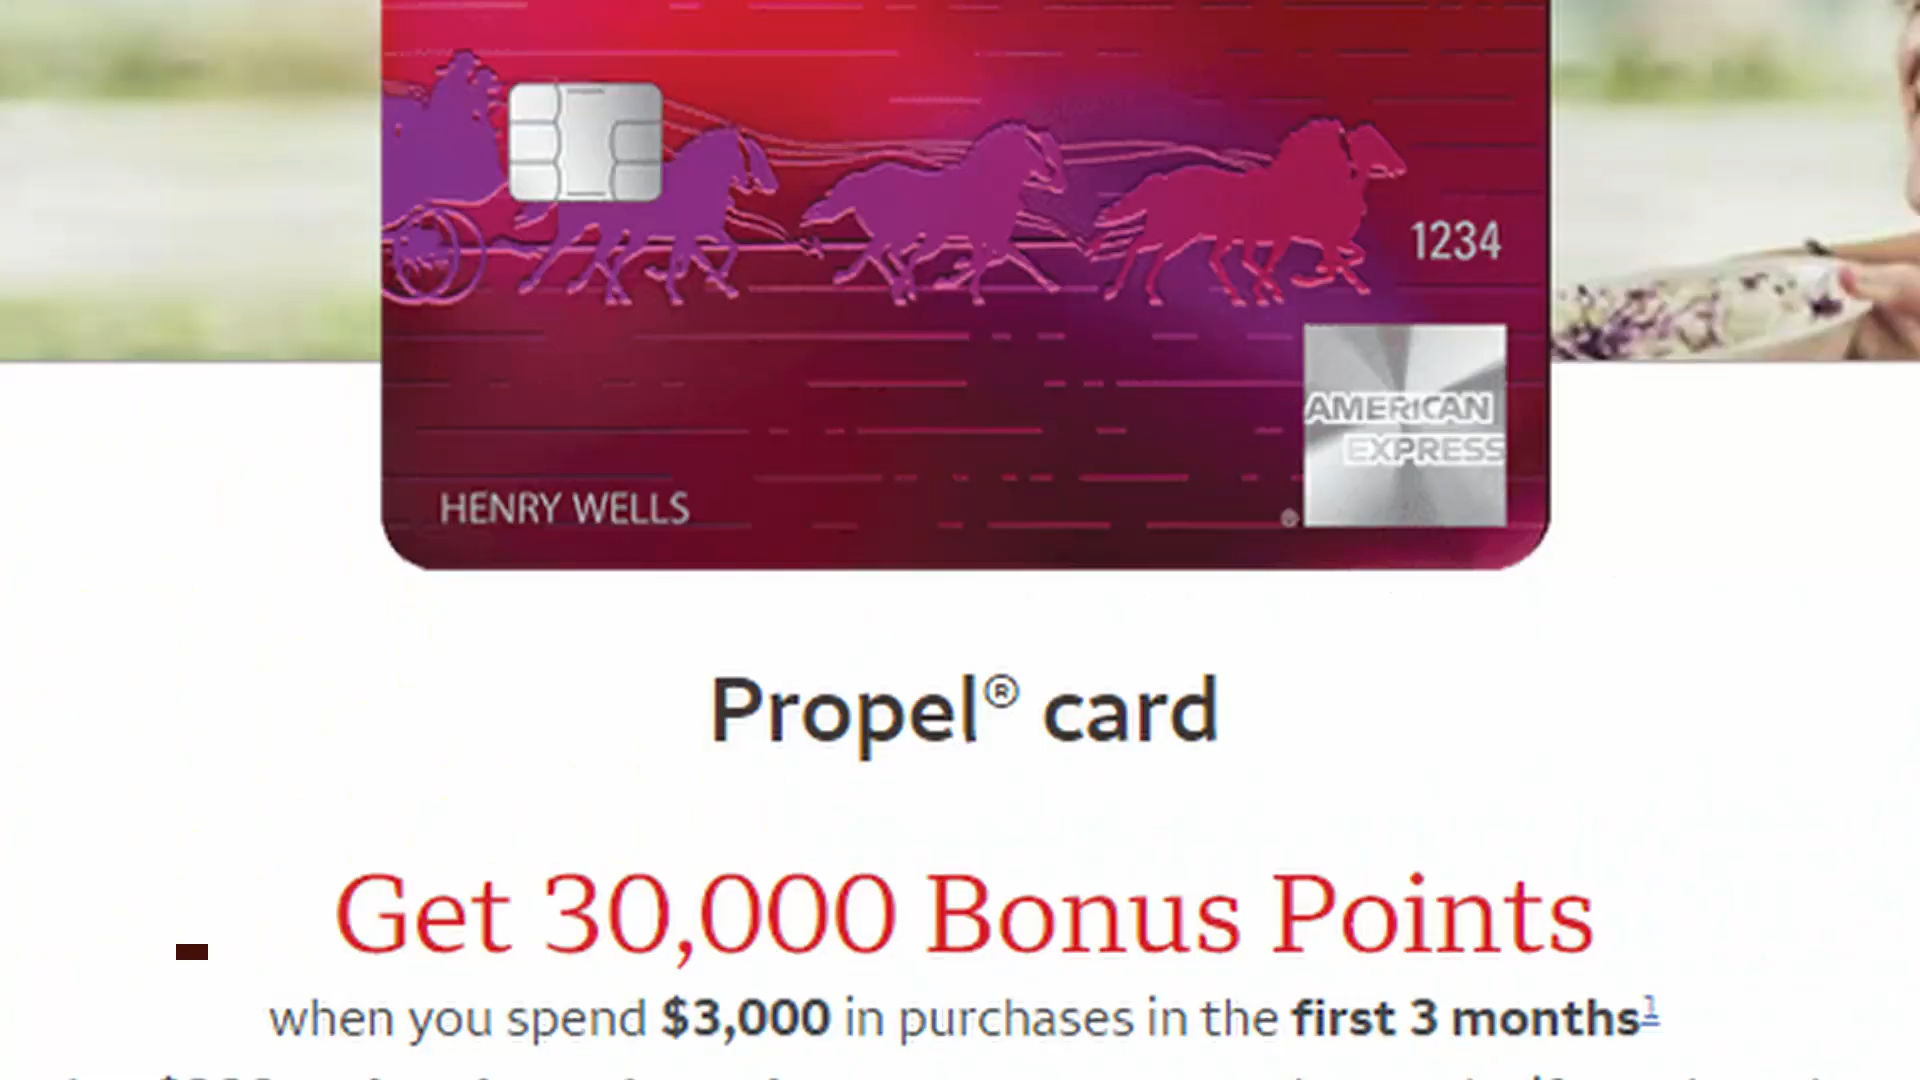 1234
AMERICAN
EXPRESS
HENRY WELLS
®
Propel® card
Get 30,000 Bonus Points
when you spend $3,000 in purchases in the first 3 months1